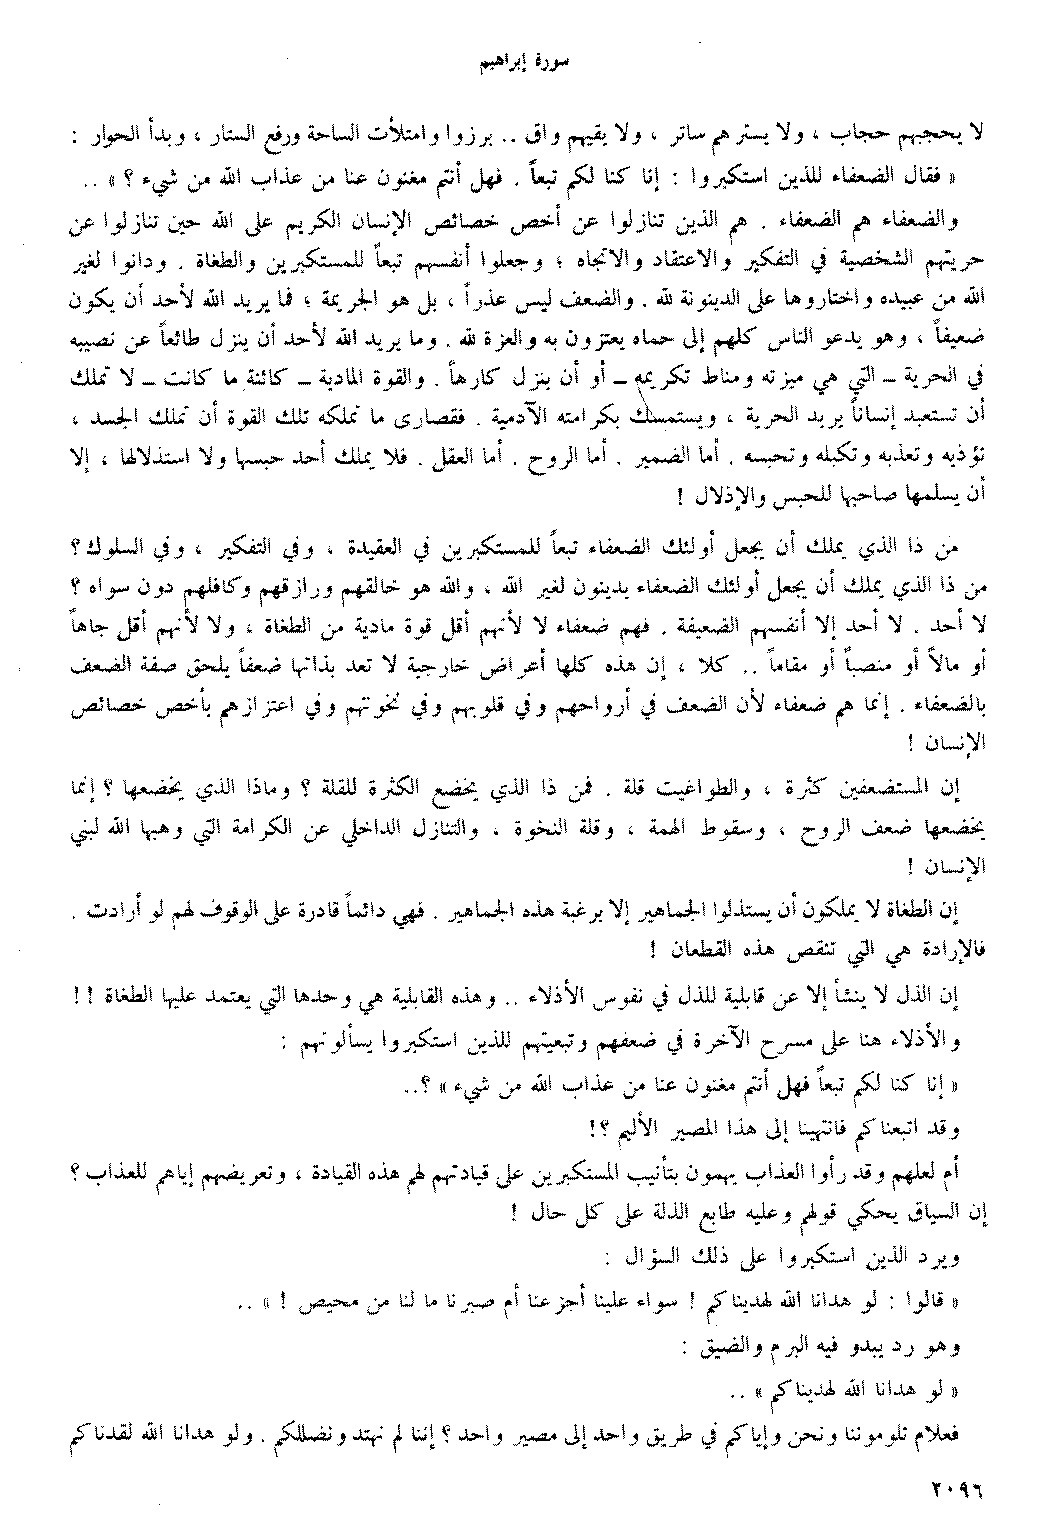 سورة إبراهيم
لا يحجبهم حجاب ، ولا يسترهم ساتر ، ولا يقيهم واق .. برزوا وامتلأت الساحة ورفع الستار ، وبدأ الحوار :
« فقال الضعفاء للذين استكبروا : إنا كنا لكم تبعاً . فهل أنتم مغنون عنا من عذاب الله من شيء ؟ » ..
والضعفاء هم الضعفاء . هم الذين تنازلوا عن أخص خصائص الإنسان الكريم على الله حين تنازلوا عن
حريتهم الشخصية في التفكير والاعتقاد والاتجاه ؛ وجعلوا أنفسهم تبعاً للمستكبرين والطغاة . ودانوا لغير
الله من عبيده واختاروها على الدينونة لله . والضعف ليس عذراً ، بل هو الجريمة ؛ فما يريد الله لأحد أن يكون
ضعيفاً ، وهو يدعو الناس كلهم إلى حماه يعتزون به والعزة لله . وما يريد الله لأحد أن ينزل طائعاً عن نصيبه
في الحرية – التي هي ميزته ومناط تكريمه – أو أن ينزل كارهاً . والقوة المادية – كائنة ما كانت – لا تملك
أن تستعبد إنساناً يريد الحرية ، ويستمسك بكرامته الآدمية . فقصارى ما تملكه تلك القوة أن تملك الجسد ،
تؤذيه وتعذبه وتكبله وتحبسه . أما الضمير . أما الروح . أما العقل . فلا يملك أحد حبسها ولا استذلالها ، إلا
أن يسلمها صاحبها للحبس والإذلال !
من ذا الذي يملك أن يجعل أولئك الضعفاء تبعاً للمستكبرين في العقيدة ، وفي التفكير ، وفي السلوك ؟
من ذا الذي يملك أن يجعل أولئك الضعفاء يدينون لغير الله ، والله هو خالقهم ورازقهم وكافلهم دون سواه ؟
لا أحد . لا أحد إلا أنفسهم الضعيفة . فهم ضعفاء لا لأنهم أقل قوة مادية من الطغاة ، ولا لأنهم أقل جاهاً
أو مالاً أو منصباً أو مقاماً .. كلا ، إن هذه كلها أعراض خارجية لا تعد بذاتها ضعفاً يلحق صفة الضعف
بالضعفاء . إنما هم ضعفاء لأن الضعف في أرواحهم وفي قلوبهم وفي نخوتهم وفي اعتزازهم بأخص خصائص
الإنسان !
إن المستضعفين كثرة ، والطواغيت قلة . فمن ذا الذي يخضع الكثرة للقلة ؟ وماذا الذي يخضعها ؟ إنما
يخضعها ضعف الروح ، وسقوط الهمة ، وقلة النخوة ، والتنازل الداخلي عن الكرامة التي وهبها الله لبني
الإنسان !
إن الطغاة لا يملكون أن يستذلوا الجماهير إلا برغبة هذه الجماهير . فهي دائماً قادرة على الوقوف لهم لو أرادت .
فالإرادة هي التي تنقص هذه القطعان !
إن الذل لا ينشأ إلا عن قابلية للذل في نفوس الأذلاء .. وهذه القابلية هي وحدها التي يعتمد عليها الطغاة ! !
والأذلاء هنا على مسرح الآخرة في ضعفهم وتبعيتهم للذين استكبروا يسألونهم :
« إنا كنا لكم تبعاً فهل أنتم مغنون عنا من عذاب الله من شيء » ؟..
وقد اتبعناكم فانتهينا إلى هذا المصير الأليم ؟!
أم لعلهم وقد رأوا العذاب يهمون بتأنيب المستكبرين على قيادتهم لهم هذه القيادة ، وتعريضهم إياهم للعذاب ؟
إن السياق يحكي قولهم وعليه طابع الذلة على كل حال !
ويرد الذين استكبروا على ذلك السؤال :
« قالوا : لو هدانا الله لهديناكم ! سواء علينا أجزعنا أم صبرنا ما لنا من محيص ! » ..
وهو رد يبدو فيه البرم والضيق :
« لو هدانا الله لهديناكم » ..
فعلام تلوموننا ونحن وإياكم في طريق واحد إلى مصير واحد ؟ إننا لم نهتد ونضللكم . ولو هدانا الله لقدناكم
٢٠٩٦